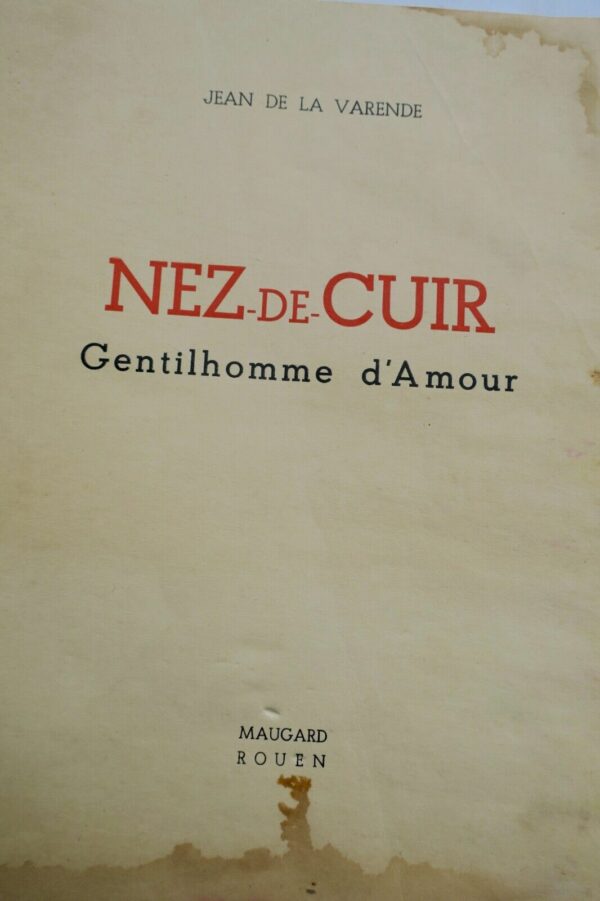 JEAN DE LA VARENDE
NEZ-DE-CUIR
Gentilhomme d'Amour
MAUGARD
ROUEN